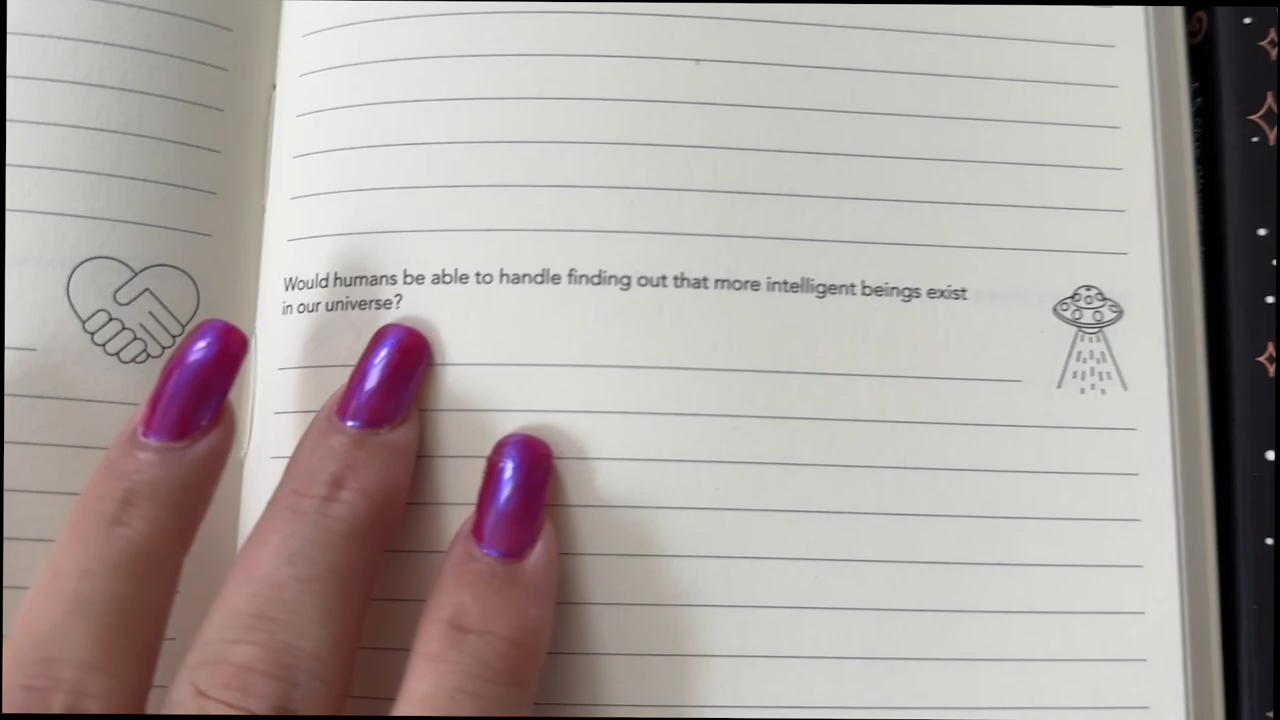 Would humans be able to handle finding out that more intelligent beings exist
in our universe?